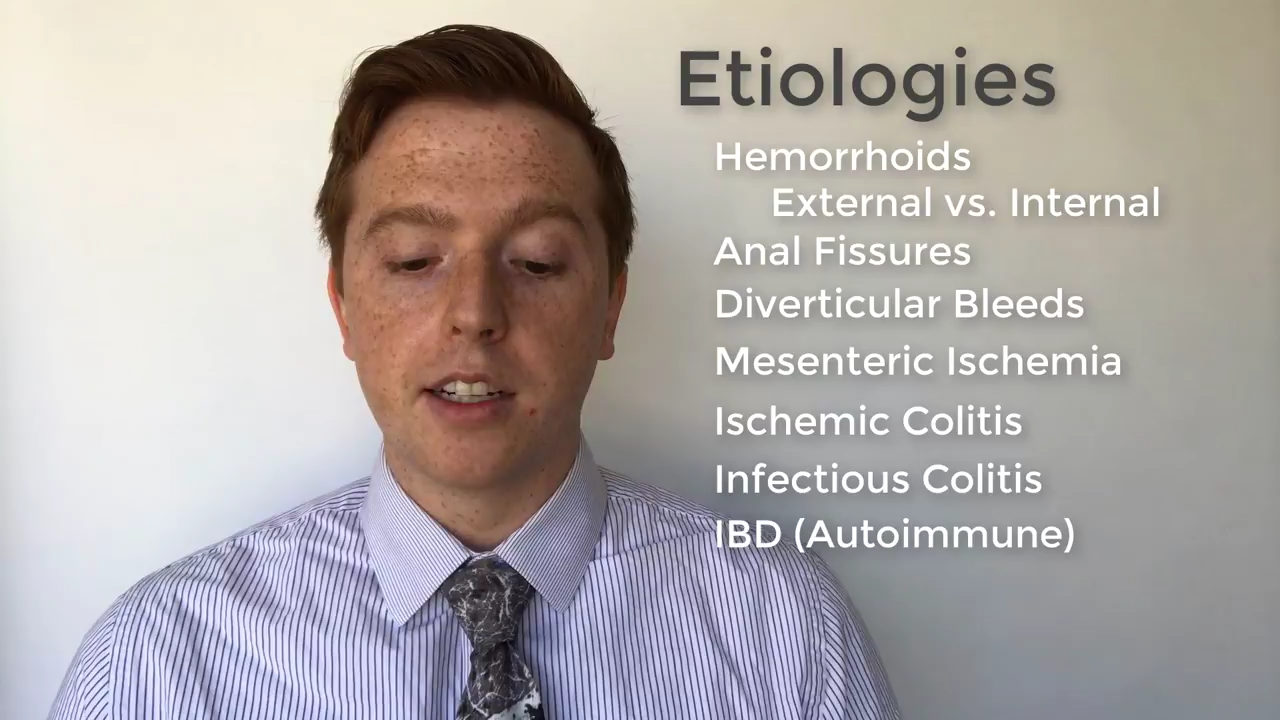 Etiologies
Hemorrhoids
External vs. Internal
Anal Fissures
Diverticular Bleeds
Mesenteric Ischemia
Ischemic Colitis
Infectious Colitis
IBD (Autoimmune)